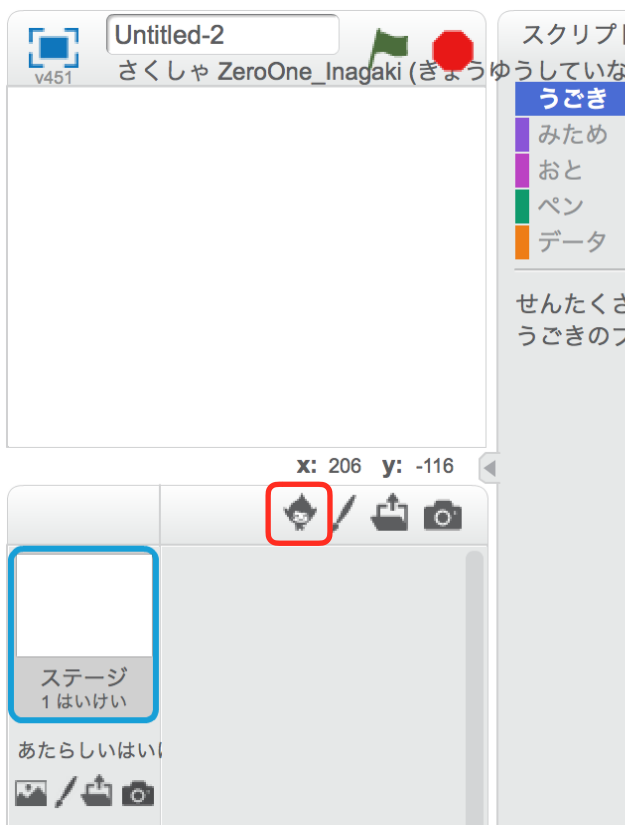 Untitled-2
v451
さくしゃ ZeroOne_Inagaki (きょうゆうしていな
スクリプト
うごき
みため
おと
ペン
データ
せんたくさ
うごきのブ
x: 206 y: -116
ステージ
1 はいけい
あたらしいはいけ